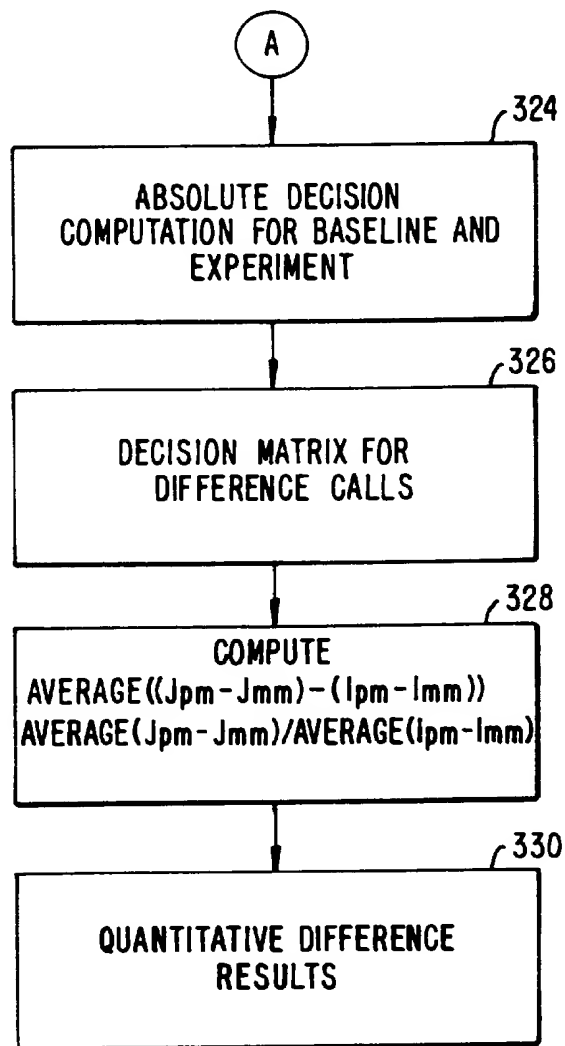 A
324
ABSOLUTE DECISION
COMPUTATION FOR BASELINE AND
EXPERIMENT
326
DECISION MATRIX FOR
DIFFERENCE CALLS
328
COMPUTE
AVERAGE((Jpm-Jmm)-(Ipm-Imm))
AVERAGE(Jpm-Jmm)/AVERAGE(Ipm-Imm)
330
QUANTITATIVE DIFFERENCE
RESULTS